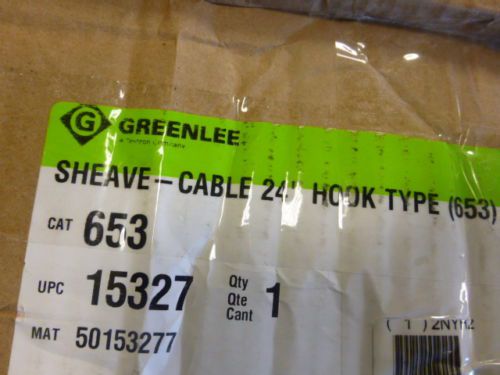 G GREENLEE
a Textron Company
SHEAVE-CABLE 24" HOOK TYPE (653)
CAT 653
UPC 15327 Qty Qte Cant 1
MAT 50153277
( 1 ) 2NYH2